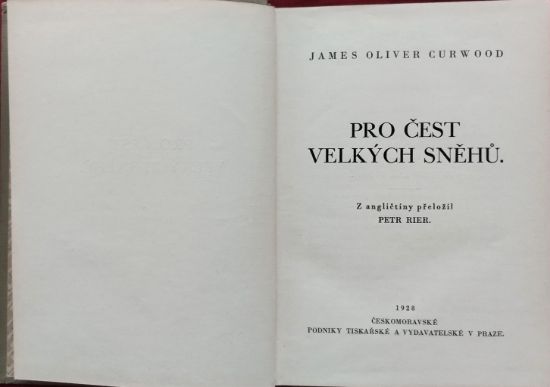 JAMES OLIVER CURWOOD
PRO ČEST
VELKÝCH SNĚHŮ.
Z angličtiny přeložil
PETR RIER.
1928
ČESKOMORAVSKÉ
PODNIKY TISKAŘSKÉ A VYDAVATELSKÉ V PRAZE.